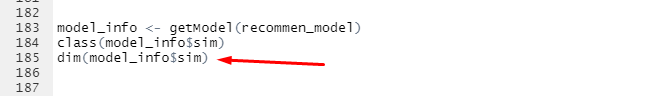 182
183 model_info <- getModel(recommen_model)
184 class(model_info$sim)
185 dim(model_info$sim)
186
187